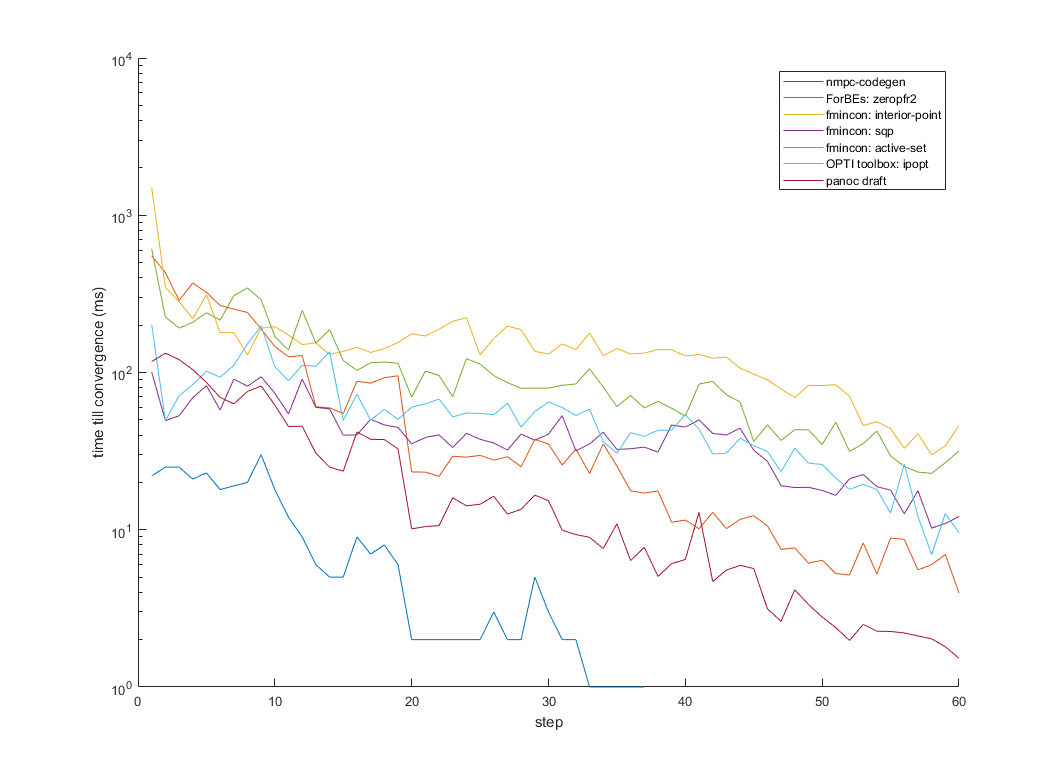 10^4
10^3
10^2
10^1
10^0
time till convergence (ms)
nmpc-codegen
ForBEs: zeropfr2
fmincon: interior-point
fmincon: sqp
fmincon: active-set
OPTI toolbox: ipopt
panoc draft
0 10 20 30 40 50 60
step